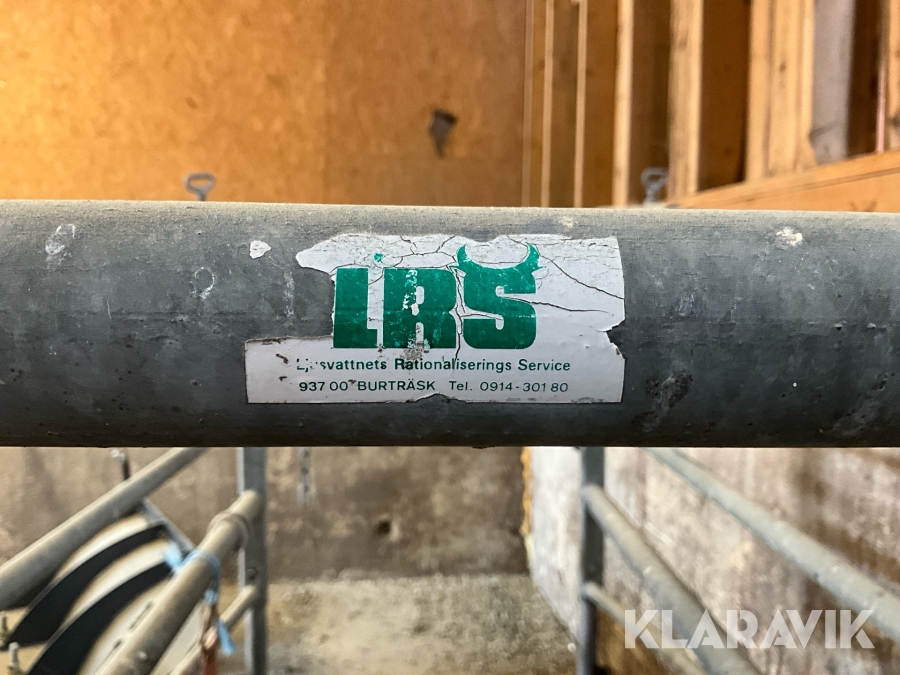 LRS
Ljusvattnets Rationaliserings Service
937 00 BURTRÄSK Tel. 0914-301 80
KLARAVIK